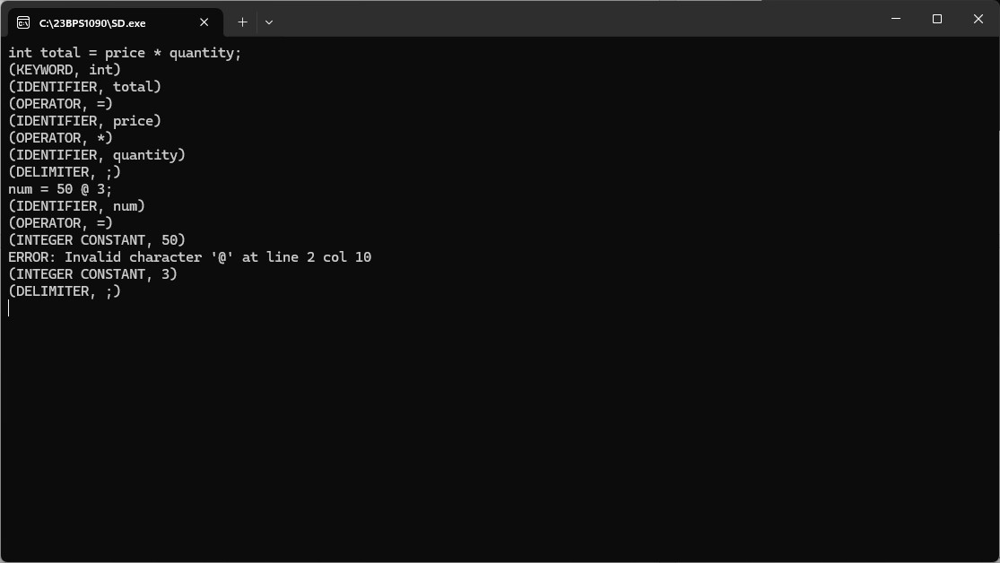 C:\23BPS1090\SD.exe
int total = price * quantity;
(KEYWORD, int)
(IDENTIFIER, total)
(OPERATOR, =)
(IDENTIFIER, price)
(OPERATOR, *)
(IDENTIFIER, quantity)
(DELIMITER, ;)
num = 50 @ 3;
(IDENTIFIER, num)
(OPERATOR, =)
(INTEGER CONSTANT, 50)
ERROR: Invalid character '@' at line 2 col 10
(INTEGER CONSTANT, 3)
(DELIMITER, ;)